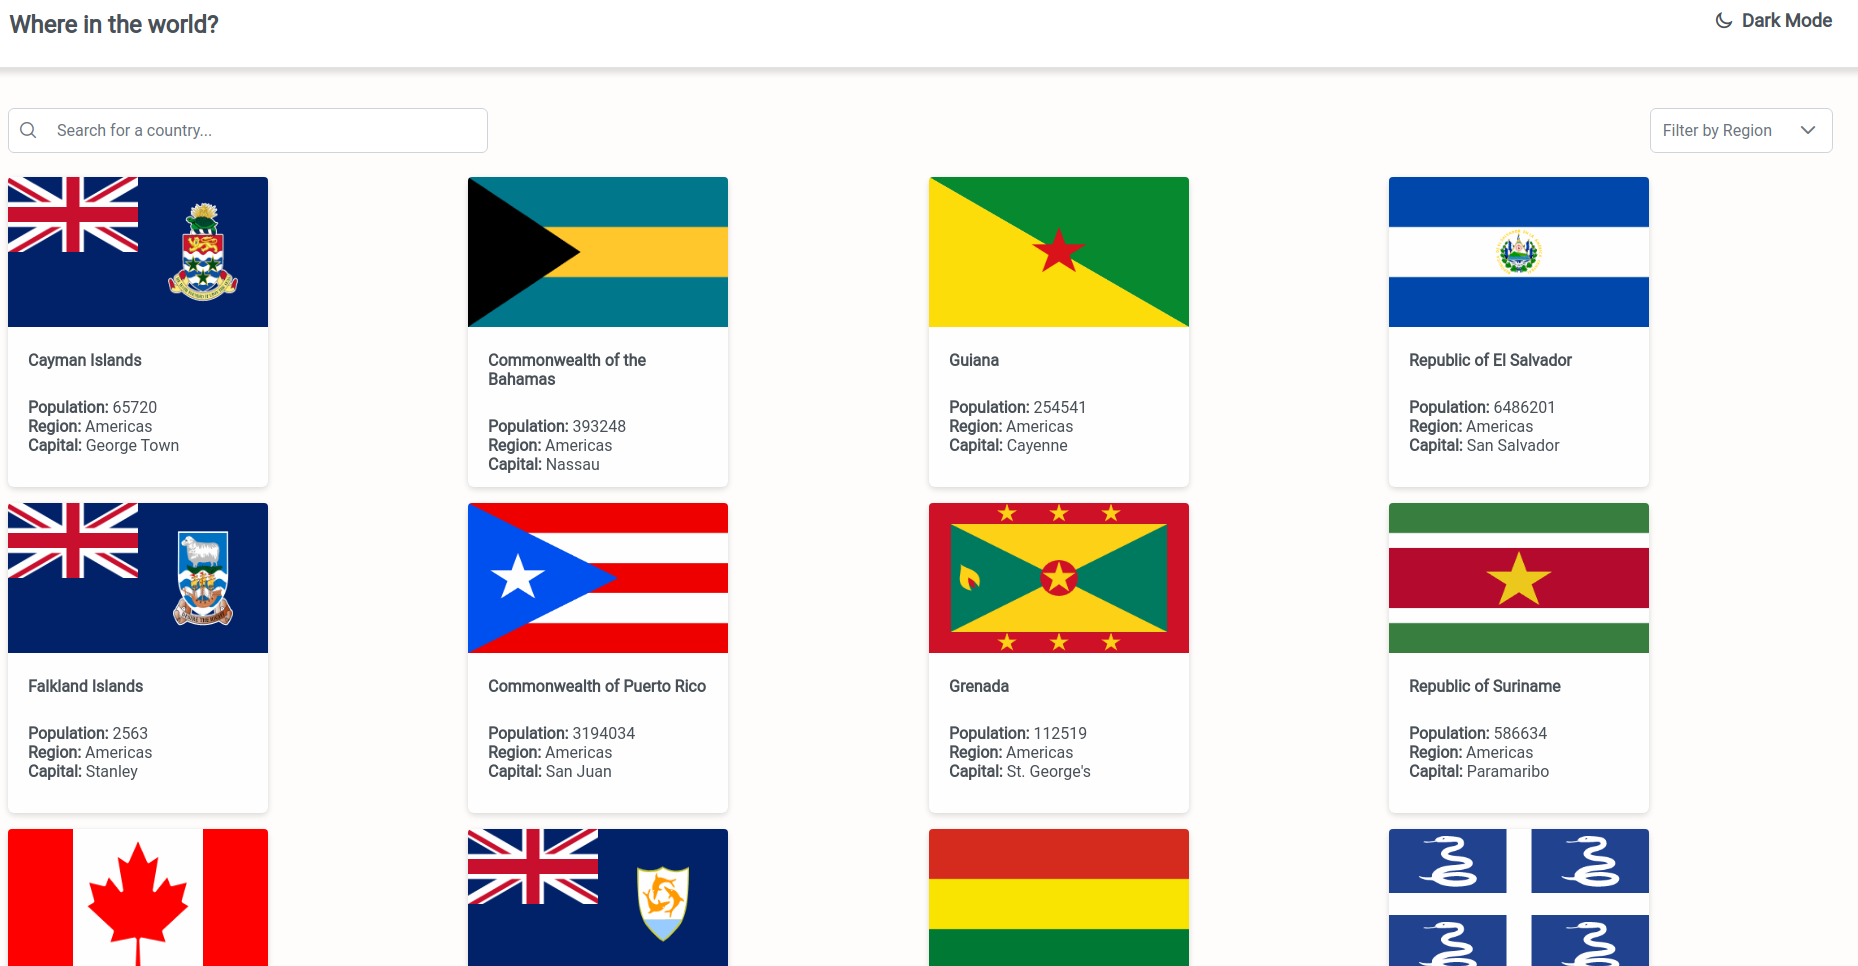 Where in the world?
Dark Mode
Search for a country...
Filter by Region
Cayman Islands
Population: 65720
Region: Americas
Capital: George Town
Commonwealth of the
Bahamas
Population: 393248
Region: Americas
Capital: Nassau
Guiana
Population: 254541
Region: Americas
Capital: Cayenne
Republic of El Salvador
Population: 6486201
Region: Americas
Capital: San Salvador
Falkland Islands
Population: 2563
Region: Americas
Capital: Stanley
Commonwealth of Puerto Rico
Population: 3194034
Region: Americas
Capital: San Juan
Grenada
Population: 112519
Region: Americas
Capital: St. George's
Republic of Suriname
Population: 586634
Region: Americas
Capital: Paramaribo